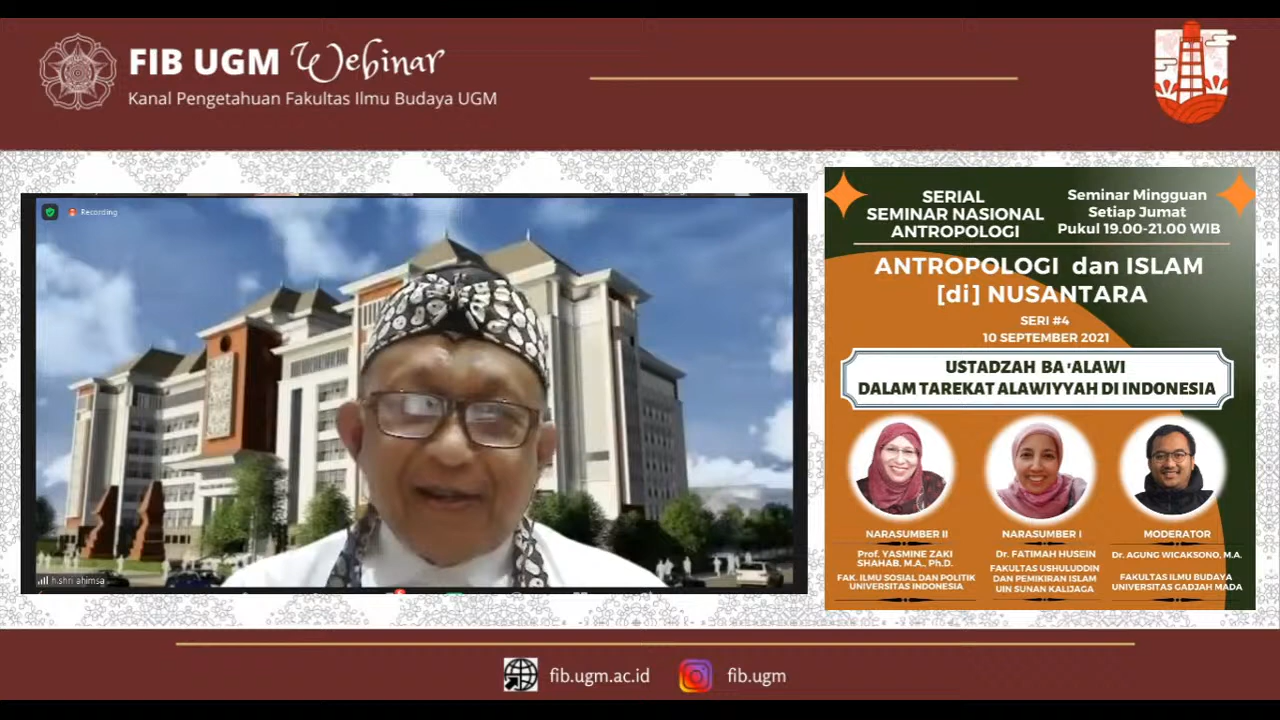 FIB UGM Webinar
Kanal Pengetahuan Fakultas Ilmu Budaya UGM
Recording
h.shri ahimsa
SERIAL
SEMINAR NASIONAL
ANTROPOLOGI
Seminar Mingguan
Setiap Jumat
Pukul 19.00-21.00 WIB
ANTROPOLOGI dan ISLAM
[di] NUSANTARA
SERI #4
10 SEPTEMBER 2021
USTADZAH BA 'ALAWI
DALAM TAREKAT ALAWIYYAH DI INDONESIA
NARASUMBER II
Prof. YASMINE ZAKI
SHAHAB. M.A., Ph.D.
FAK. ILMU SOSIAL DAN POLITIK
UNIVERSITAS INDONESIA
NARASUMBER I
Dr. FATIMAH HUSEIN
FAKULTAS USHULUDDIN
DAN PEMIKIRAN ISLAM
UIN SUNAN KALIJAGA
MODERATOR
Dr. AGUNG WICAKSONO, M.A.
FAKULTAS ILMU BUDAYA
UNIVERSITAS GADJAH MADA
fib.ugm.ac.id
fib.ugm